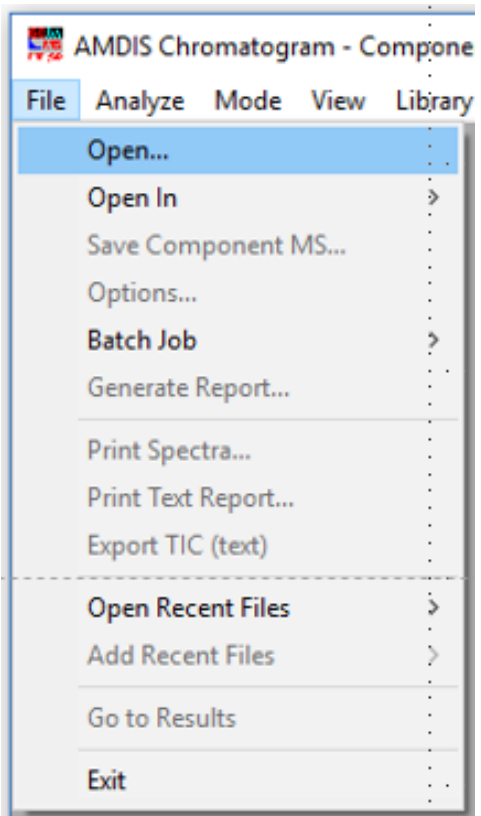 AMDIS Chromatogram - Compone
File Analyze Mode View Library
Open...
Open In
Save Component MS...
Options...
Batch Job
Generate Report...
Print Spectra...
Print Text Report...
Export TIC (text)
Open Recent Files
Add Recent Files
Go to Results
Exit